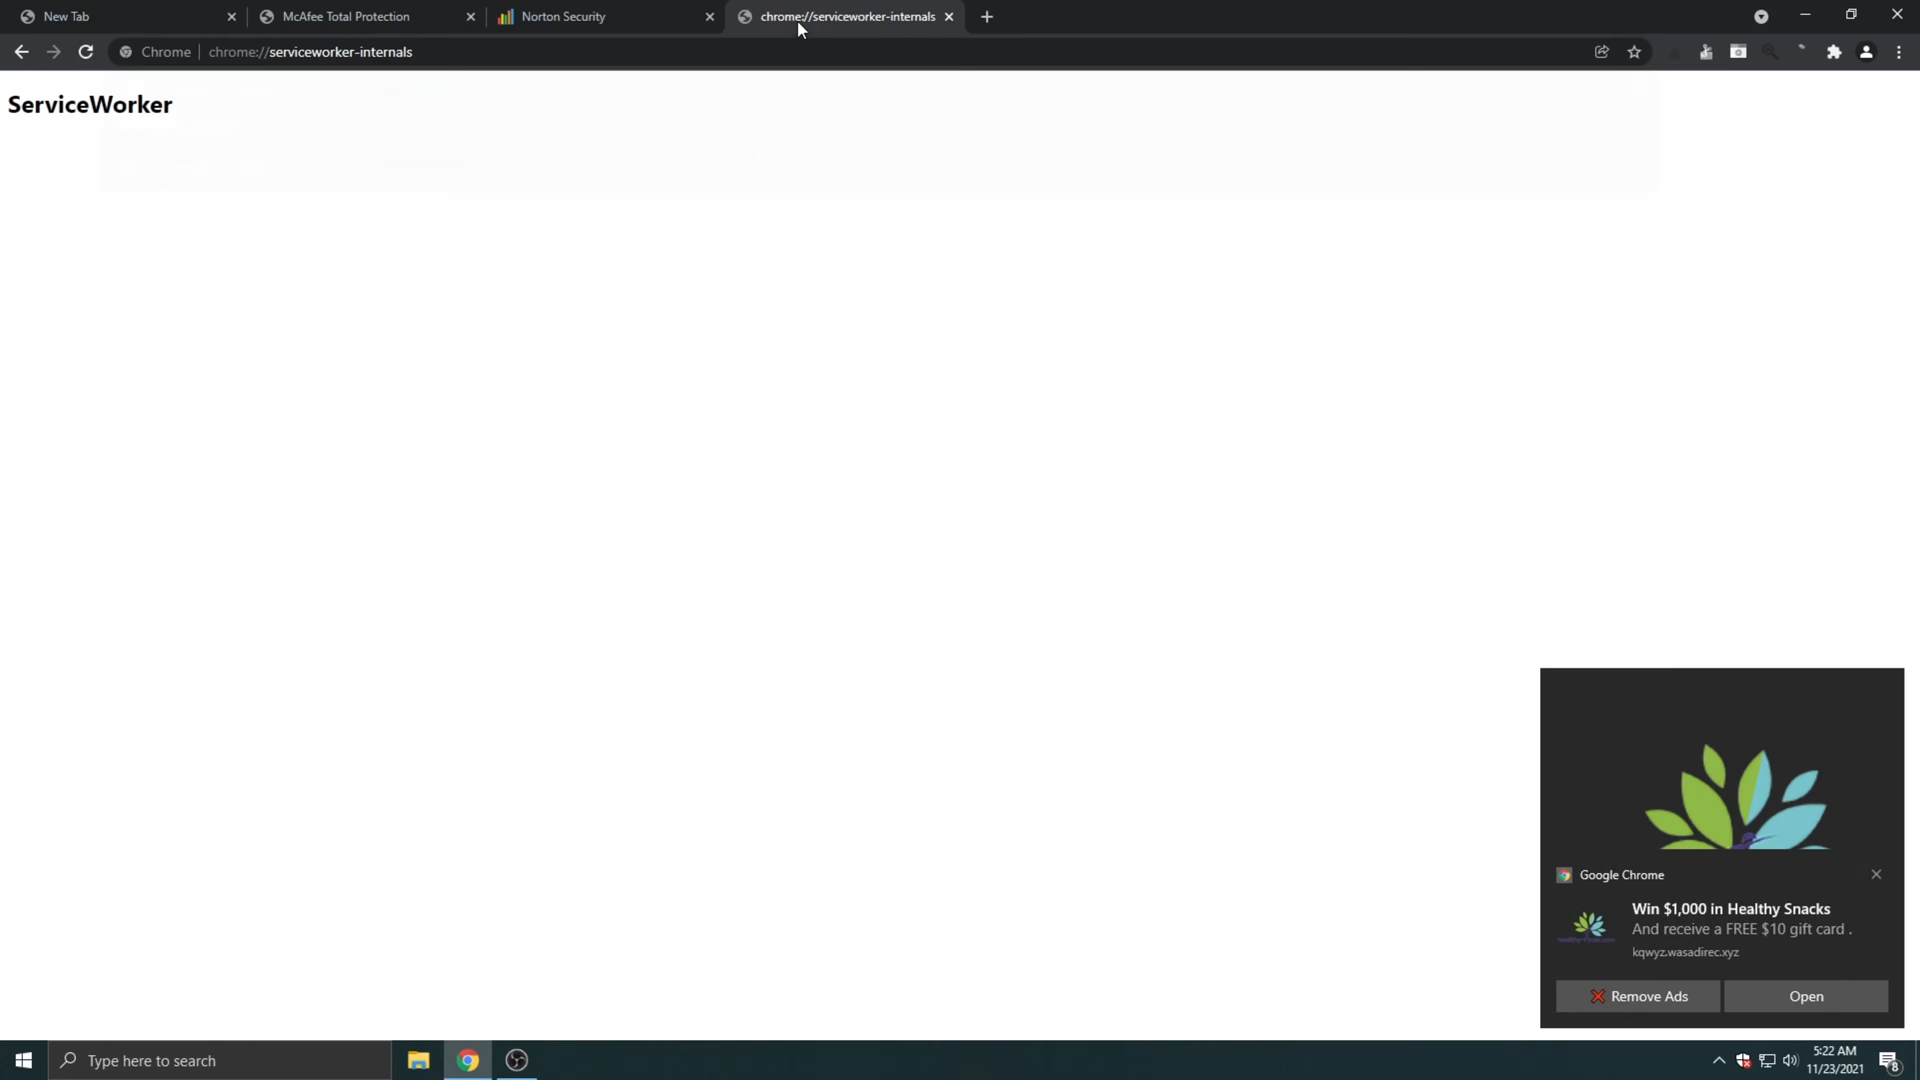 New Tab
McAfee Total Protection
Norton Security
chrome://serviceworker-internals
Chrome
chrome://serviceworker-internals
ServiceWorker
Google Chrome
Win $1,000 in Healthy Snacks
And receive a FREE $10 gift card .
kqwyz.wasadirec.xyz
Remove Ads
Open
Type here to search
5:22 AM
11/23/2021
8